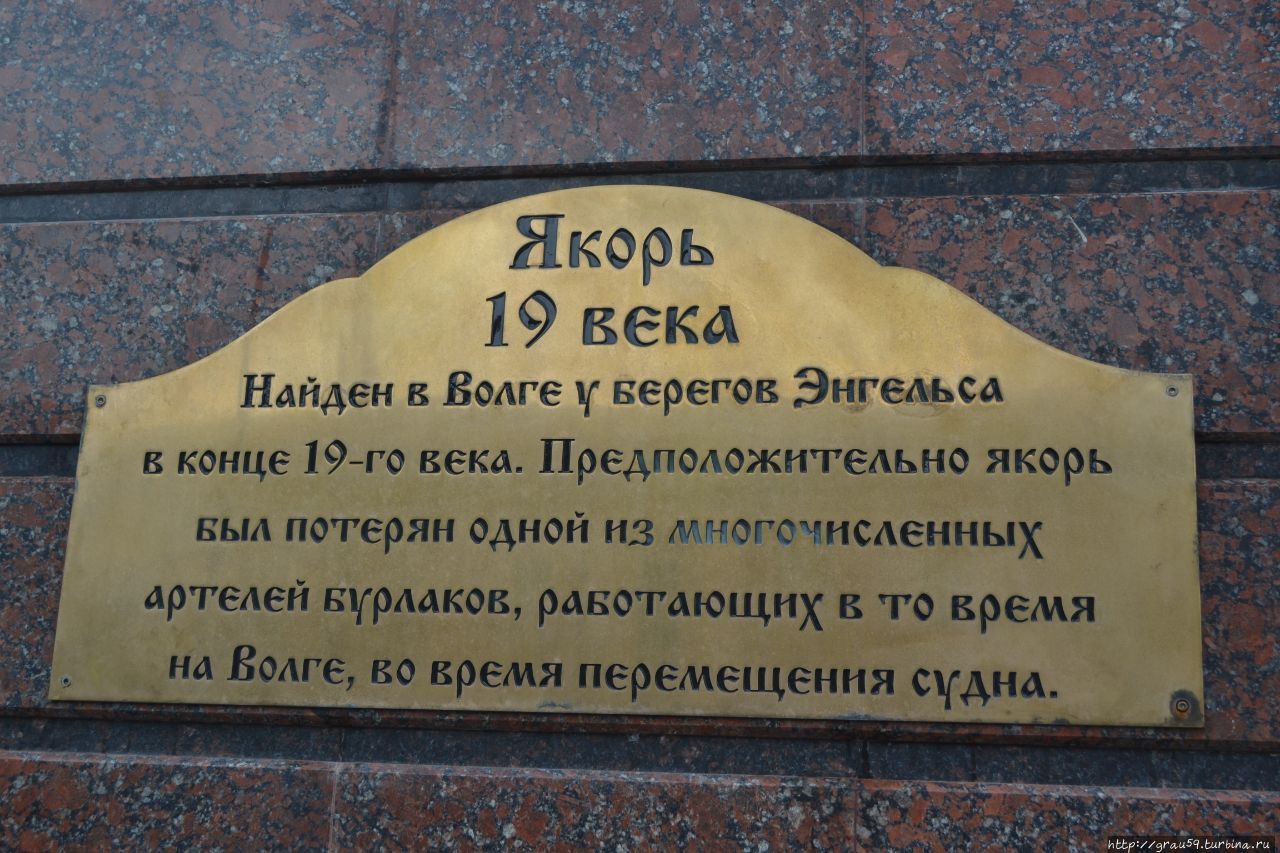 Якорь
19 века
Найден в Волге у берегов Энгельса
в конце 19-го века. Предположительно якорь
был потерян одной из многочисленных
артелей бурлаков, работающих в то время
на Волге, во время перемещения судна.
http://grau59.turbina.ru